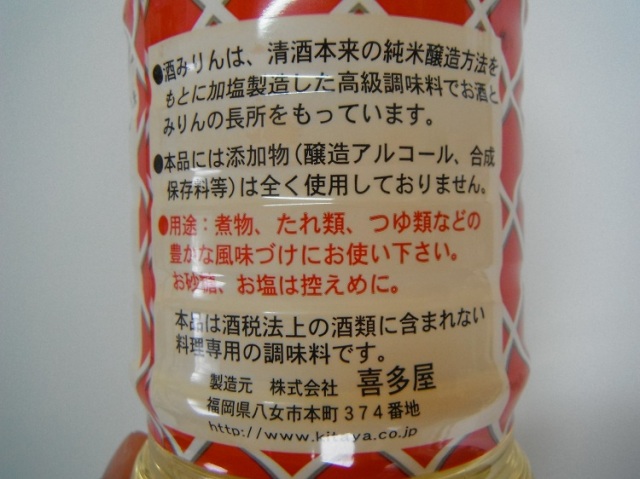 ●酒みりんは、清酒本来の純米醸造方法を
もとに加塩製造した高級調味料でお酒と
みりんの長所をもっています。
●本品には添加物(醸造アルコール、合成
保存料等)は全く使用しておりません。
●用途:煮物、たれ類、つゆ類などの
豊かな風味づけにお使い下さい。
お砂糖、お塩は控えめに。
本品は酒税法上の酒類に含まれない
料理専用の調味料です。
製造元 株式会社 喜多屋
福岡県八女市本町374番地
http://www.kitaya.co.jp